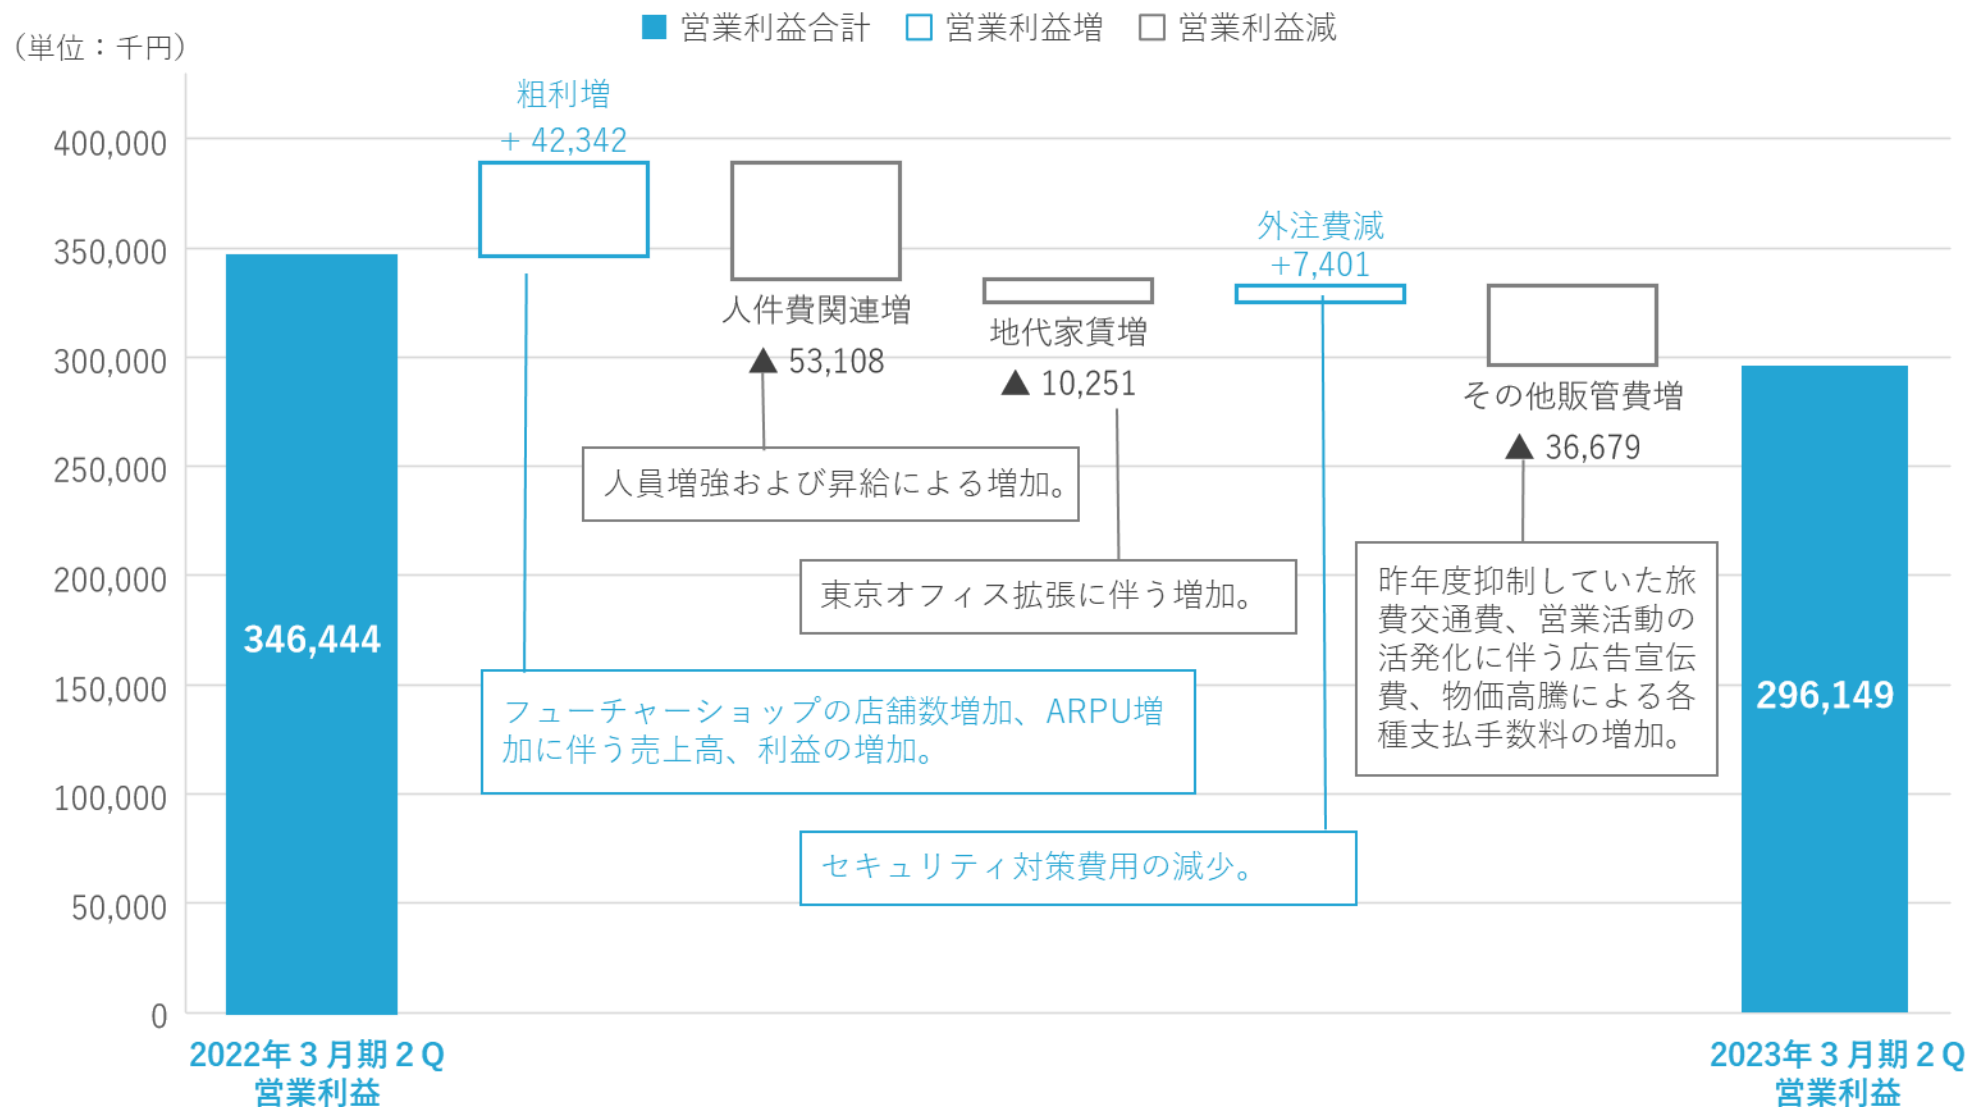 営業利益合計 営業利益増 営業利益減
（単位：千円）
400,000
350,000
300,000
250,000
200,000
150,000
100,000
50,000
0
346,444
2022年３月期２Q
営業利益
粗利増
+ 42,342
フューチャーショップの店舗数増加、ARPU増
加に伴う売上高、利益の増加。
人件費関連増
▲ 53,108
人員増強および昇給による増加。
地代家賃増
▲ 10,251
東京オフィス拡張に伴う増加。
外注費減
+7,401
セキュリティ対策費用の減少。
その他販管費増
▲ 36,679
昨年度抑制していた旅
費交通費、営業活動の
活発化に伴う広告宣伝
費、物価高騰による各
種支払手数料の増加。
296,149
2023年３月期２Q
営業利益